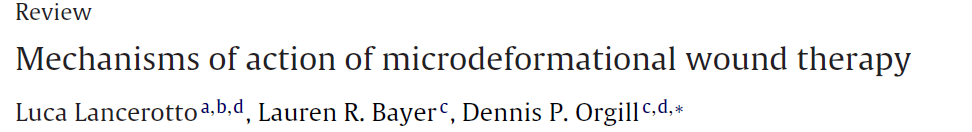 Review
Mechanisms of action of microdeformational wound therapy
Luca Lancerotto a,b,d, Lauren R. Bayer c, Dennis P. Orgill c,d,*